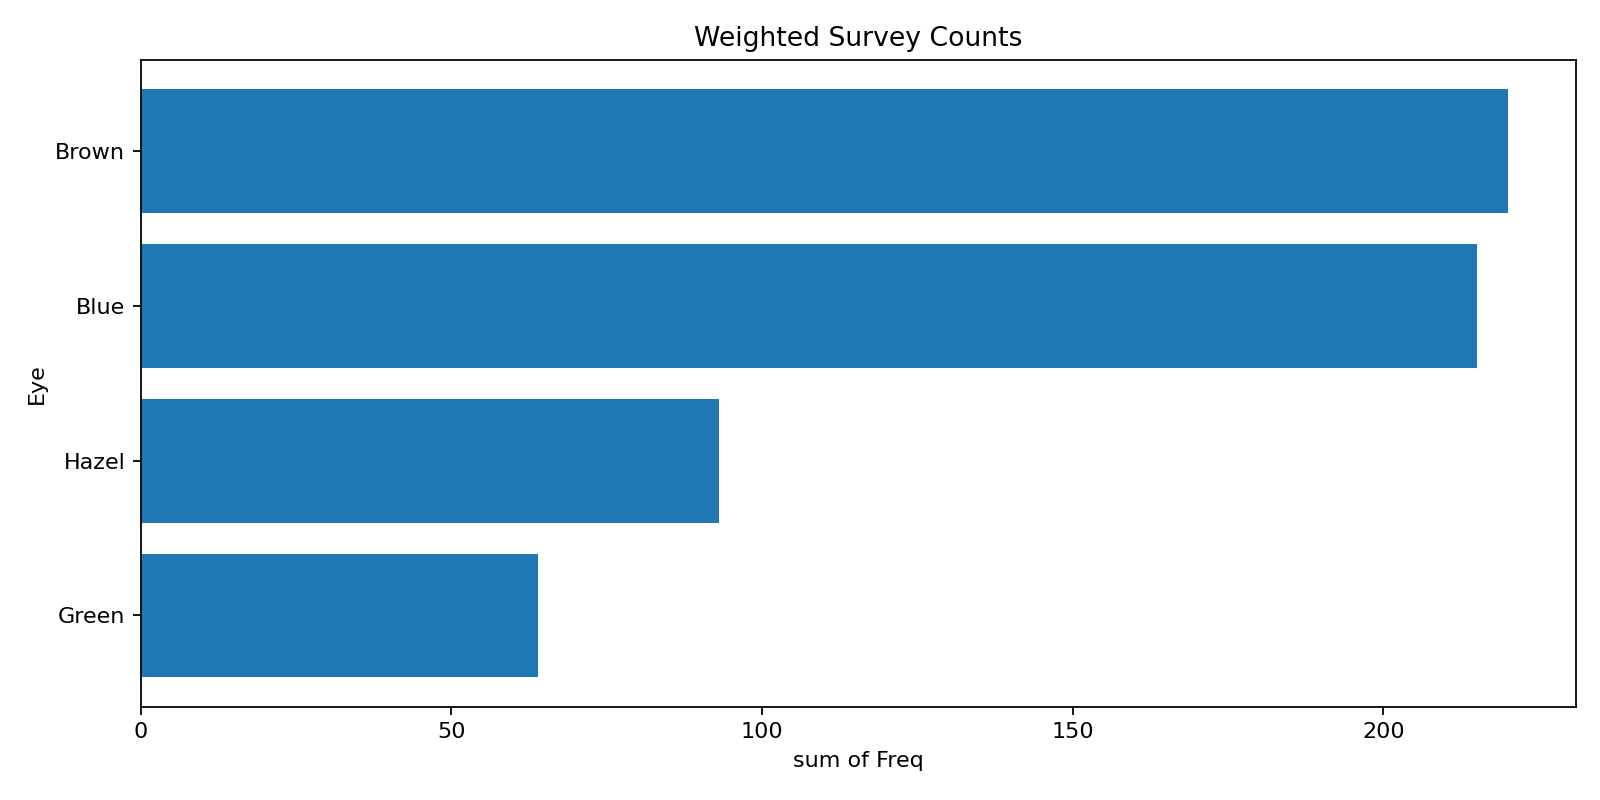 Weighted Survey Counts
Eye
Brown
Blue
Hazel
Green
0 50 100 150 200
sum of Freq